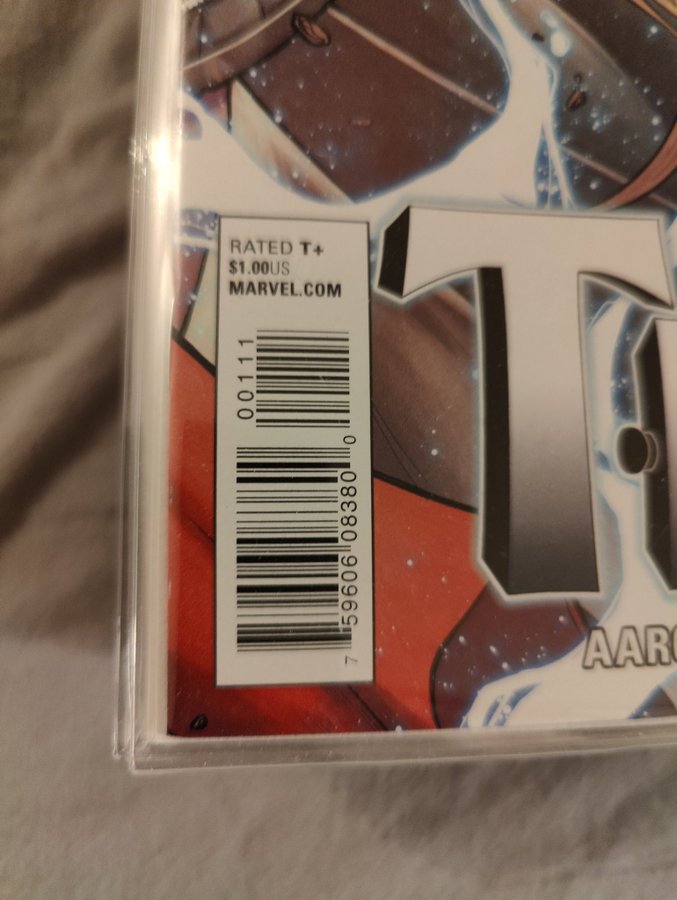 RATED T+
$1.00US
MARVEL.COM
00111
7 59606 08380 0
T
AARO